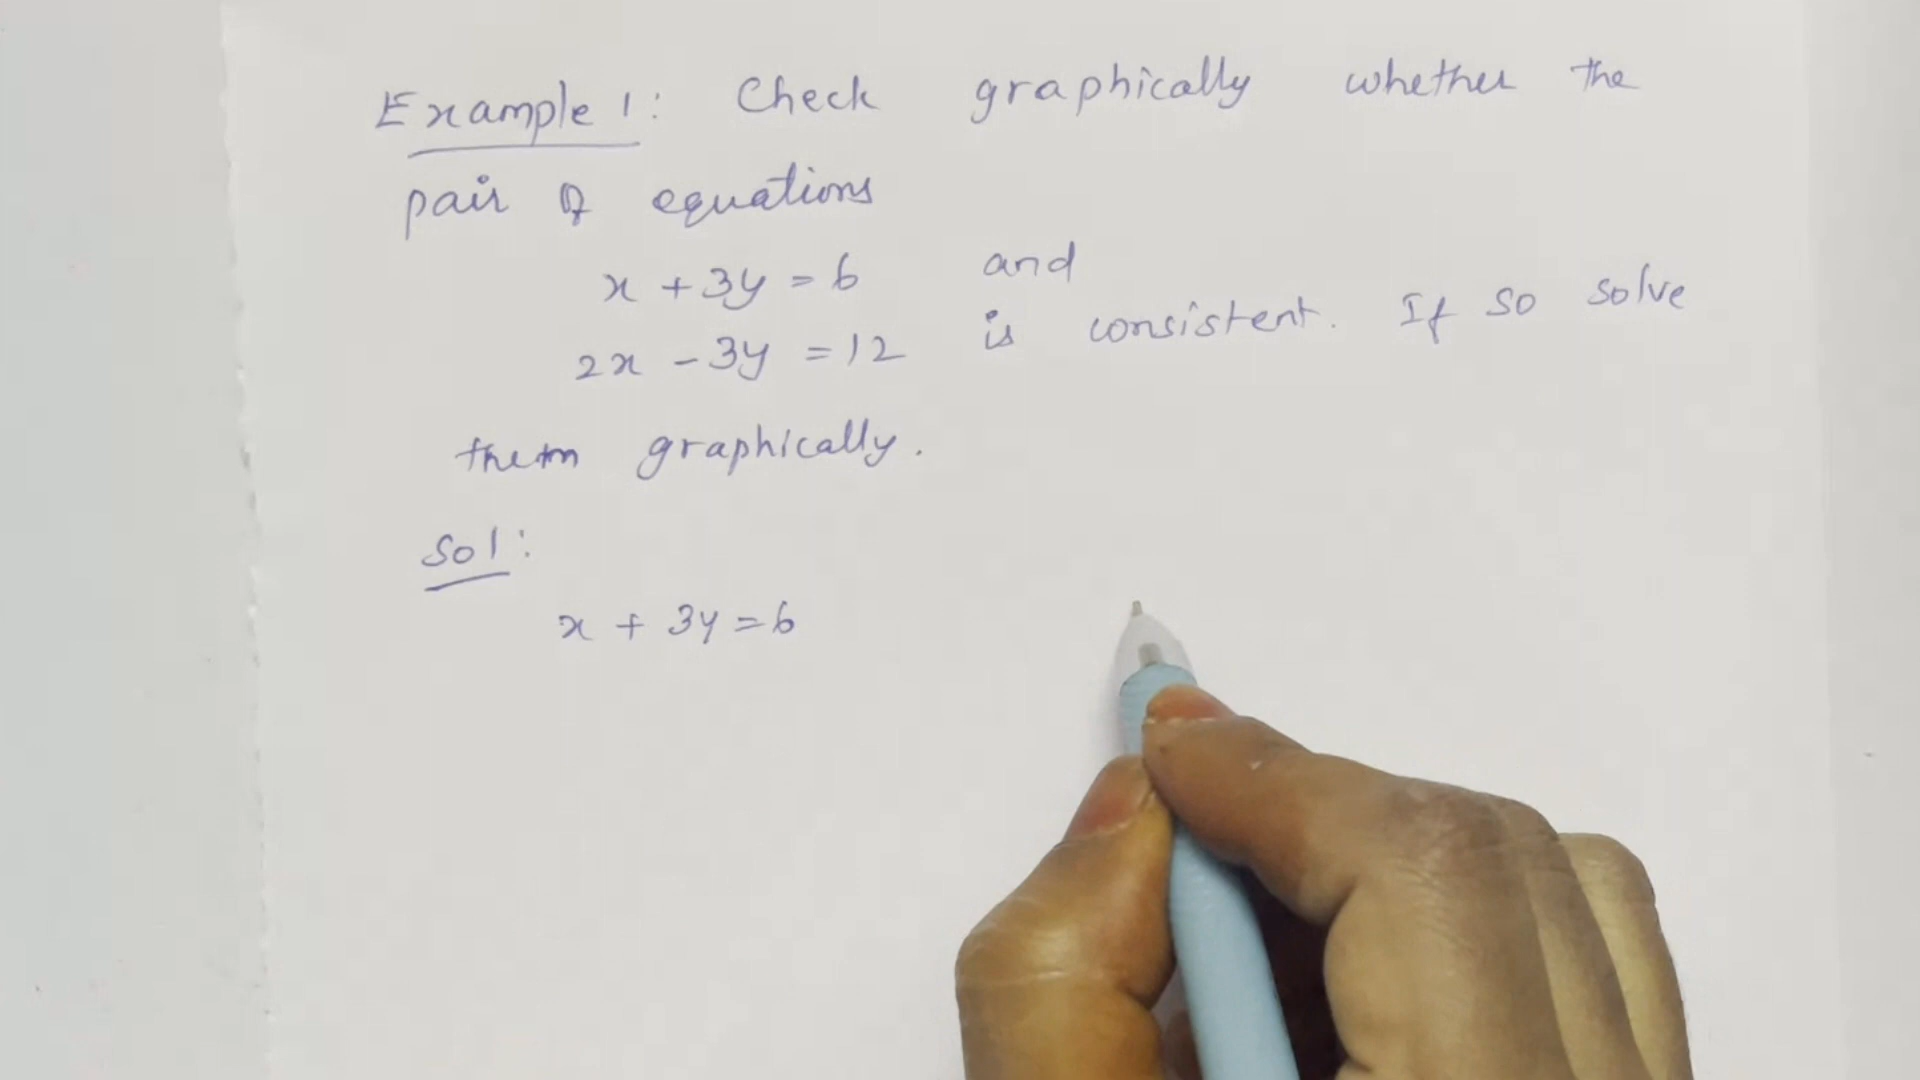 Example 1: Check graphically whether the
pair of equations
x + 3y = 6 and
2x - 3y = 12 is consistent. If so solve
them graphically.
Sol:
x + 3y = 6